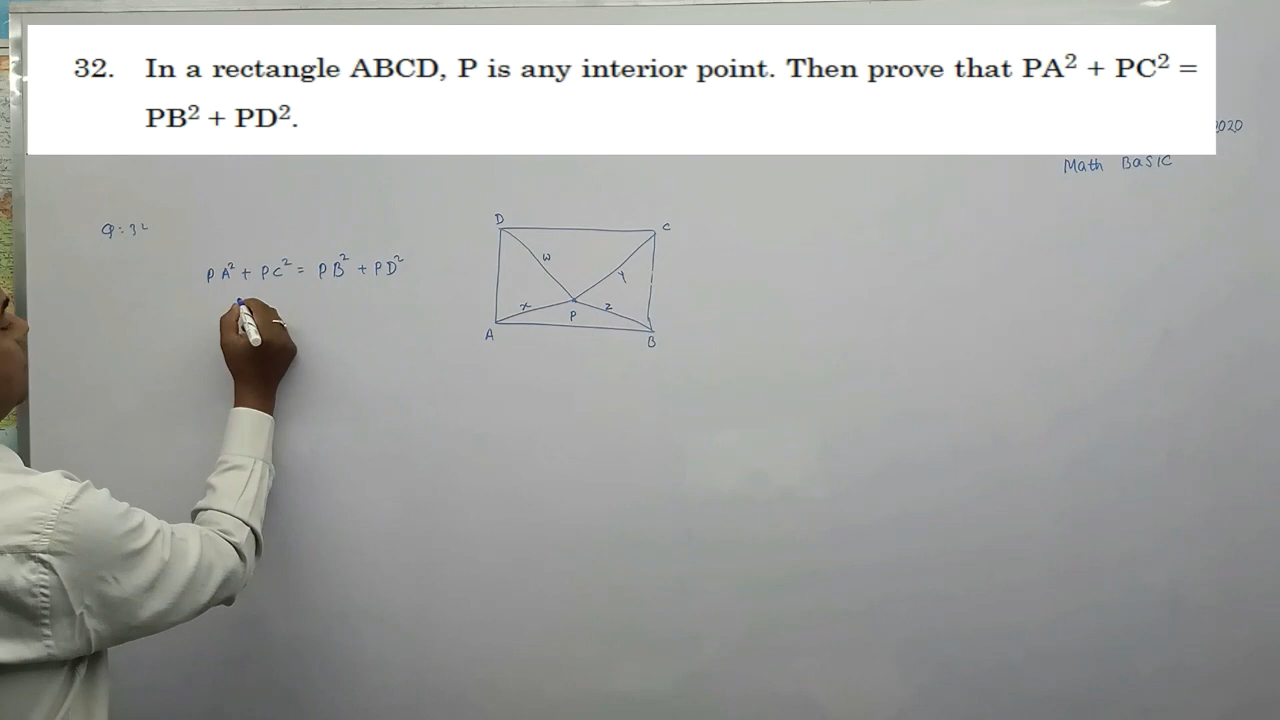 32. In a rectangle ABCD, P is any interior point. Then prove that PA² + PC² =
PB² + PD².
2020
Math BASIC
Q:32
PA² + PC² = PB² + PD²
D
C
W
Y
X
Z
P
A
B